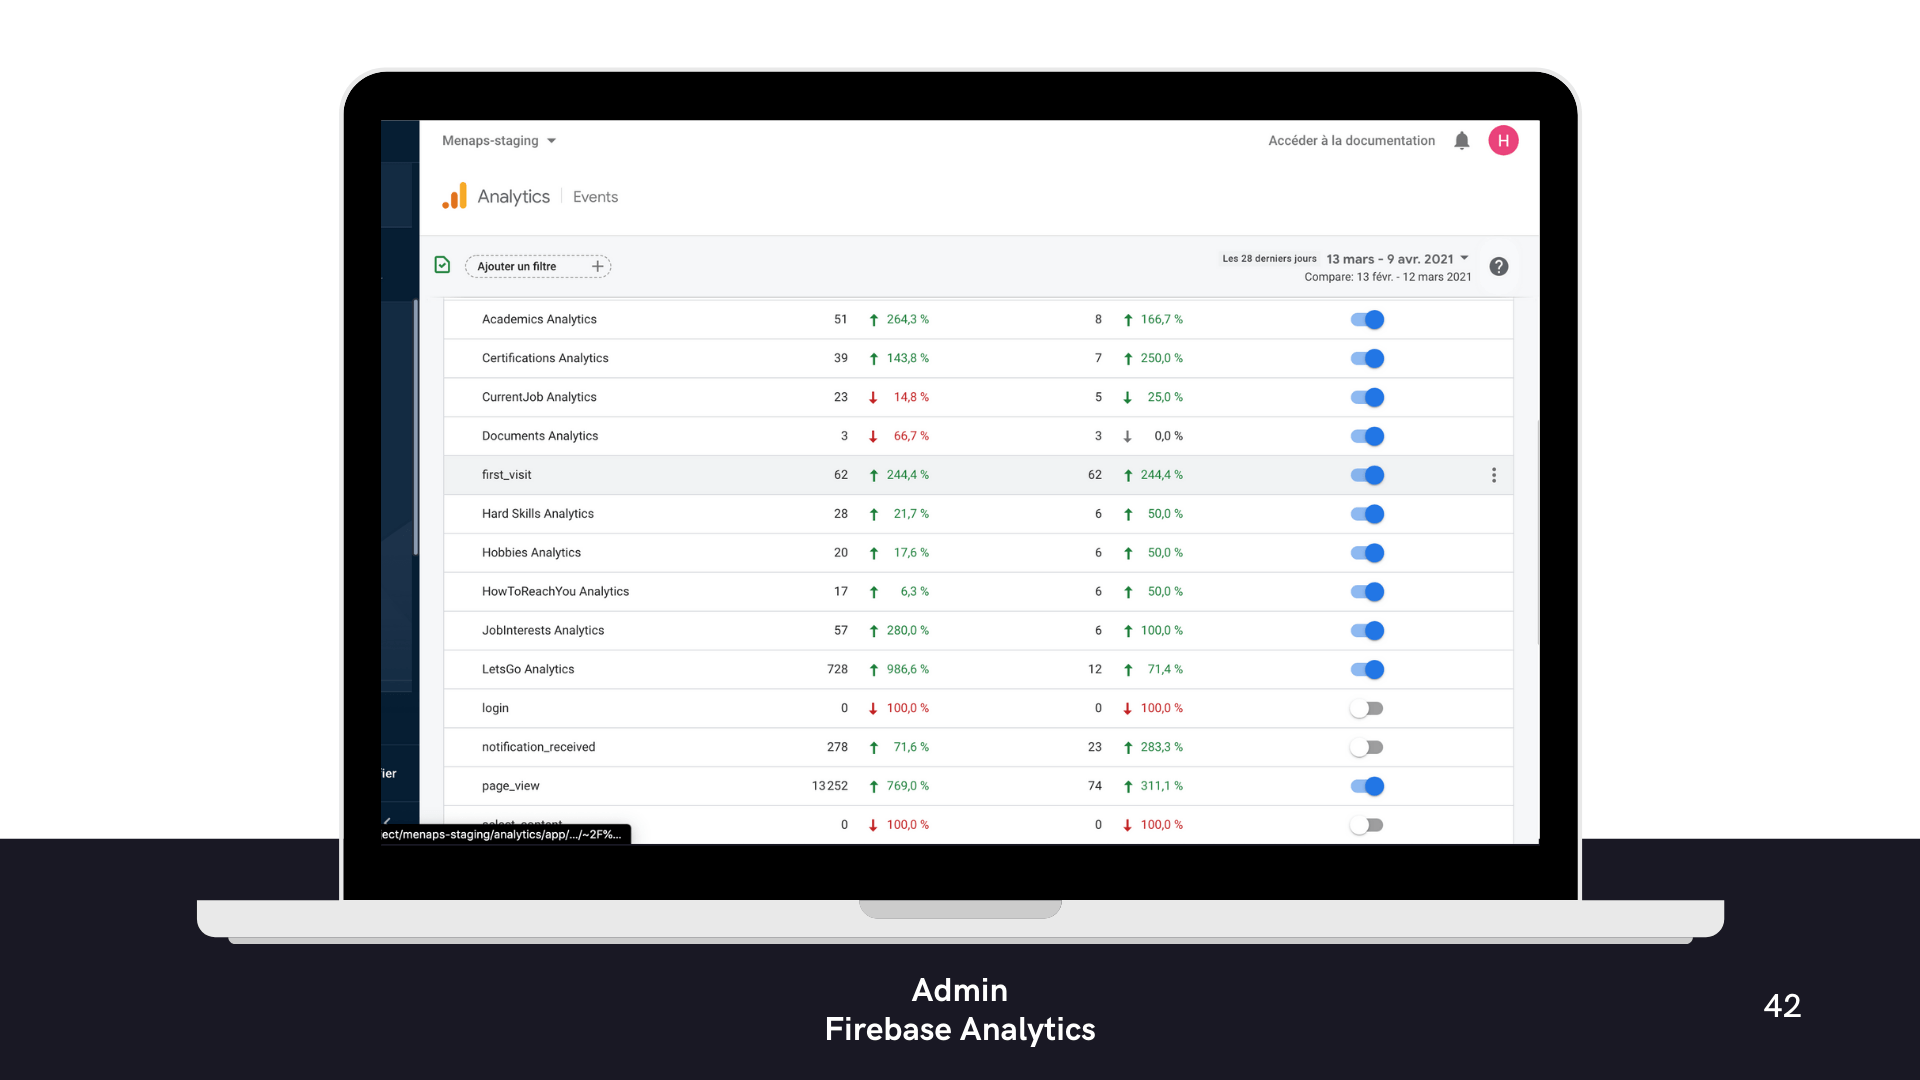 Menaps-staging
Accéder à la documentation
H
Analytics Events
Ajouter un filtre +
Les 28 derniers jours 13 mars - 9 avr. 2021
Compare: 13 févr. - 12 mars 2021
?
Academics Analytics 51 ↑ 264,3 % 8 ↑ 166,7 %
Certifications Analytics 39 ↑ 143,8 % 7 ↑ 250,0 %
CurrentJob Analytics 23 ↓ 14,8 % 5 ↓ 25,0 %
Documents Analytics 3 ↓ 66,7 % 3 ↓ 0,0 %
first_visit 62 ↑ 244,4 % 62 ↑ 244,4 %
Hard Skills Analytics 28 ↑ 21,7 % 6 ↑ 50,0 %
Hobbies Analytics 20 ↑ 17,6 % 6 ↑ 50,0 %
HowToReachYou Analytics 17 ↑ 6,3 % 6 ↑ 50,0 %
JobInterests Analytics 57 ↑ 280,0 % 6 ↑ 100,0 %
LetsGo Analytics 728 ↑ 986,6 % 12 ↑ 71,4 %
login 0 ↓ 100,0 % 0 ↓ 100,0 %
notification_received 278 ↑ 71,6 % 23 ↑ 283,3 %
page_view 13 252 ↑ 769,0 % 74 ↑ 311,1 %
select_content 0 ↓ 100,0 % 0 ↓ 100,0 %
ier
ect/menaps-staging/analytics/app/.../~2F%...
Admin
Firebase Analytics
42